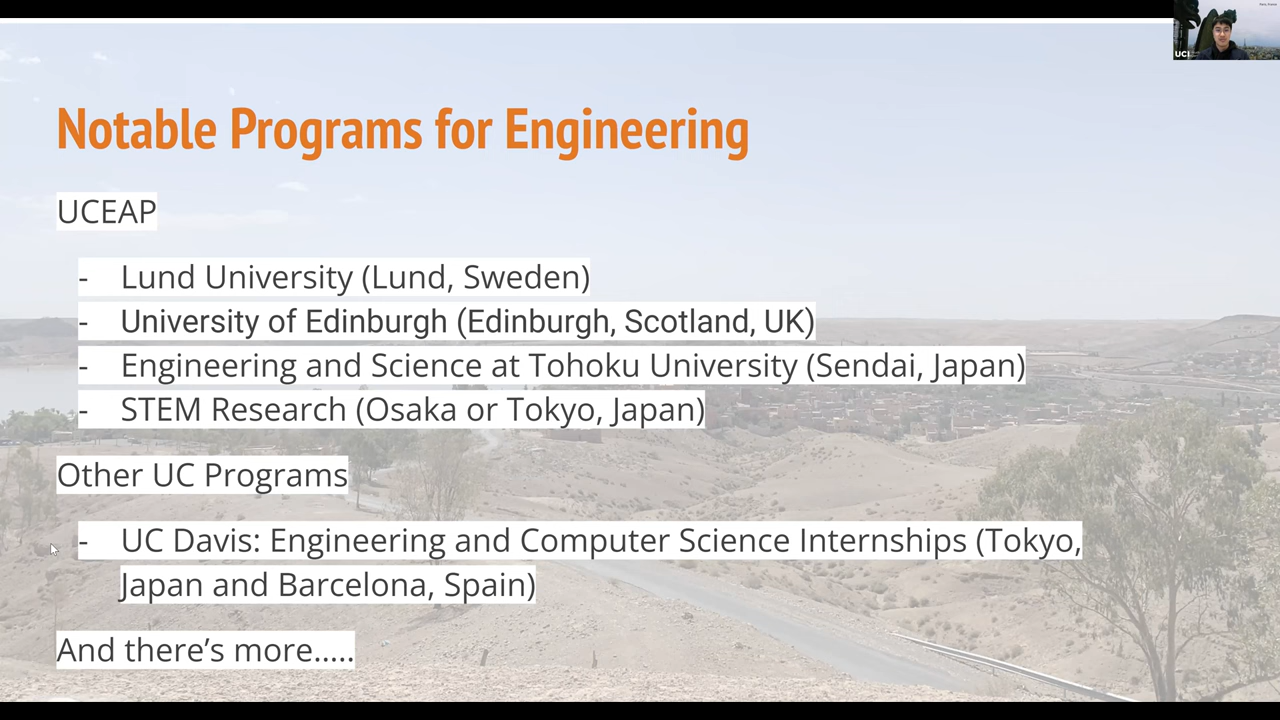 Notable Programs for Engineering
UCEAP
- Lund University (Lund, Sweden)
- University of Edinburgh (Edinburgh, Scotland, UK)
- Engineering and Science at Tohoku University (Sendai, Japan)
- STEM Research (Osaka or Tokyo, Japan)
Other UC Programs
- UC Davis: Engineering and Computer Science Internships (Tokyo,
Japan and Barcelona, Spain)
And there’s more.....
UCI